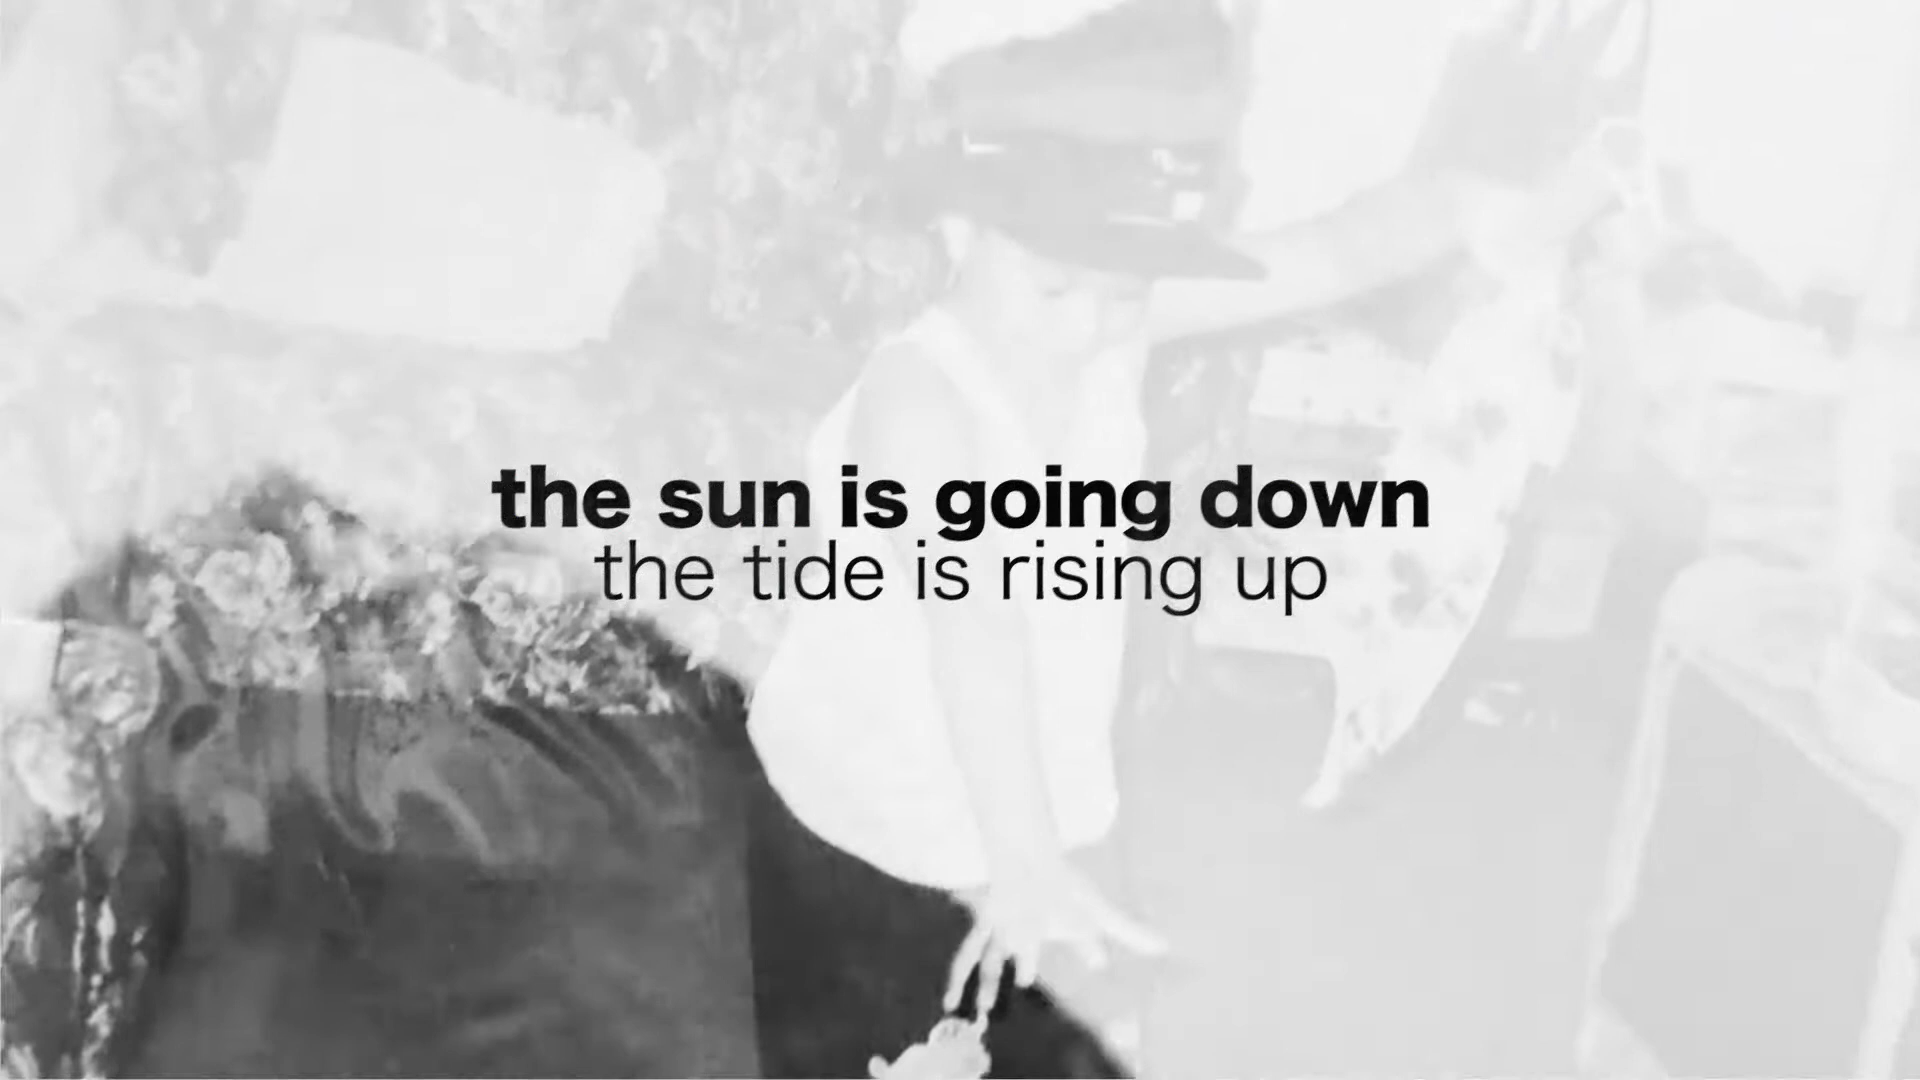 the sun is going down
the tide is rising up